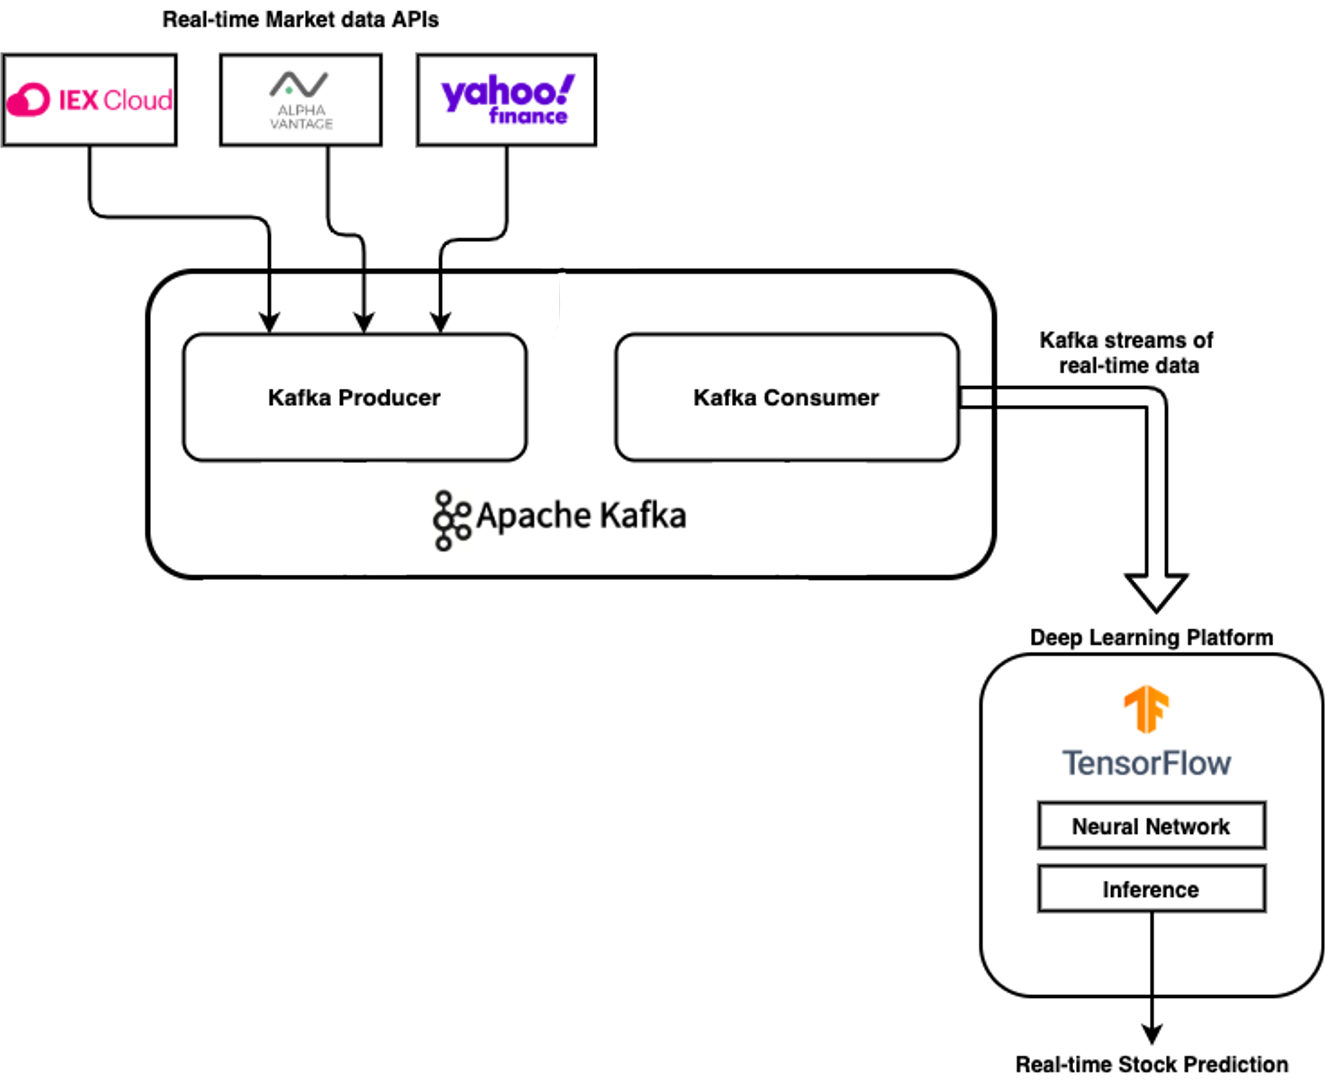 Real-time Market data APIs
IEX Cloud
ALPHA
VANTAGE
yahoo!
finance
Kafka Producer
Kafka Consumer
Kafka streams of
real-time data
Apache Kafka
Deep Learning Platform
TensorFlow
Neural Network
Inference
Real-time Stock Prediction